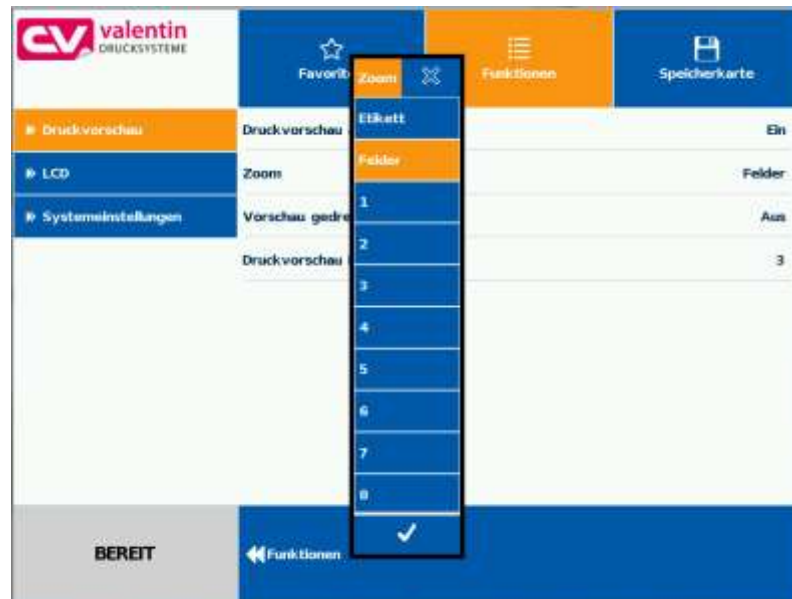 CV valentin
DRUCKSYSTEME
Favorit
Zoom
Funktionen
Speicherkarte
Etikett
Felder
1
2
3
4
5
6
7
8
Druckvorschau
LCD
Systemeinstellungen
Druckvorschau
Ein
Zoom
Felder
Vorschau gedre
Aus
Druckvorschau
3
BEREIT
Funktionen